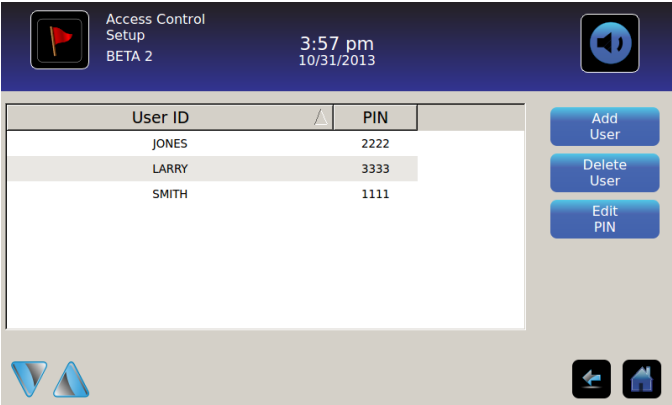 Access Control
Setup
BETA 2
3:57 pm
10/31/2013
User ID PIN
JONES 2222
LARRY 3333
SMITH 1111
Add
User
Delete
User
Edit
PIN